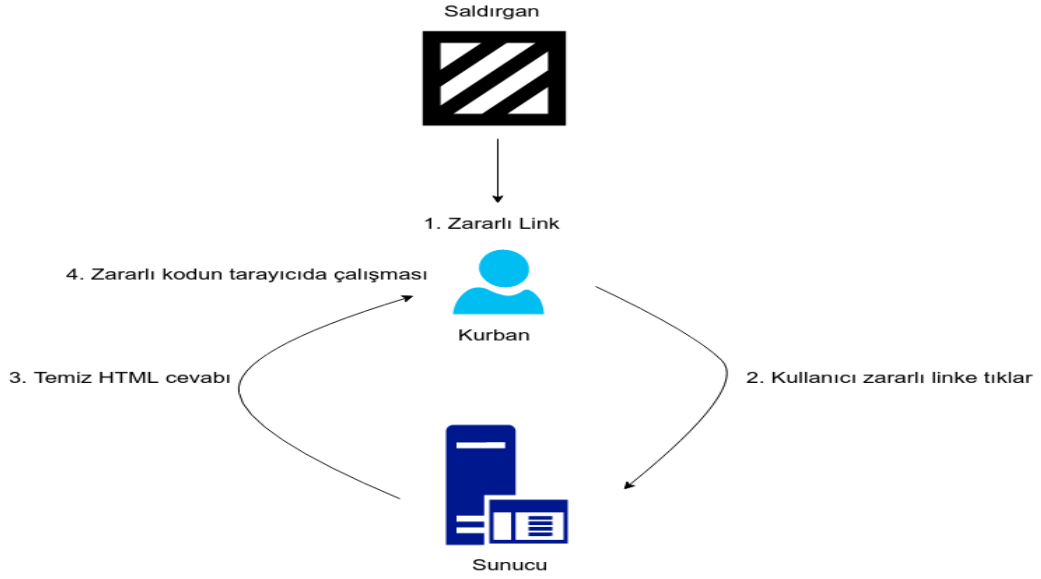 Saldırgan
1. Zararlı Link
4. Zararlı kodun tarayıcıda çalışması
Kurban
3. Temiz HTML cevabı
2. Kullanıcı zararlı linke tıklar
Sunucu